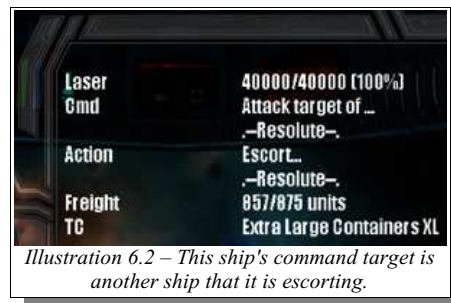 Laser 40000/40000 [100%]
Cmd Attack target of ...
.–Resolute–.
Action Escort...
.–Resolute–.
Freight 857/875 units
TC Extra Large Containers XL
Illustration 6.2 – This ship's command target is
another ship that it is escorting.